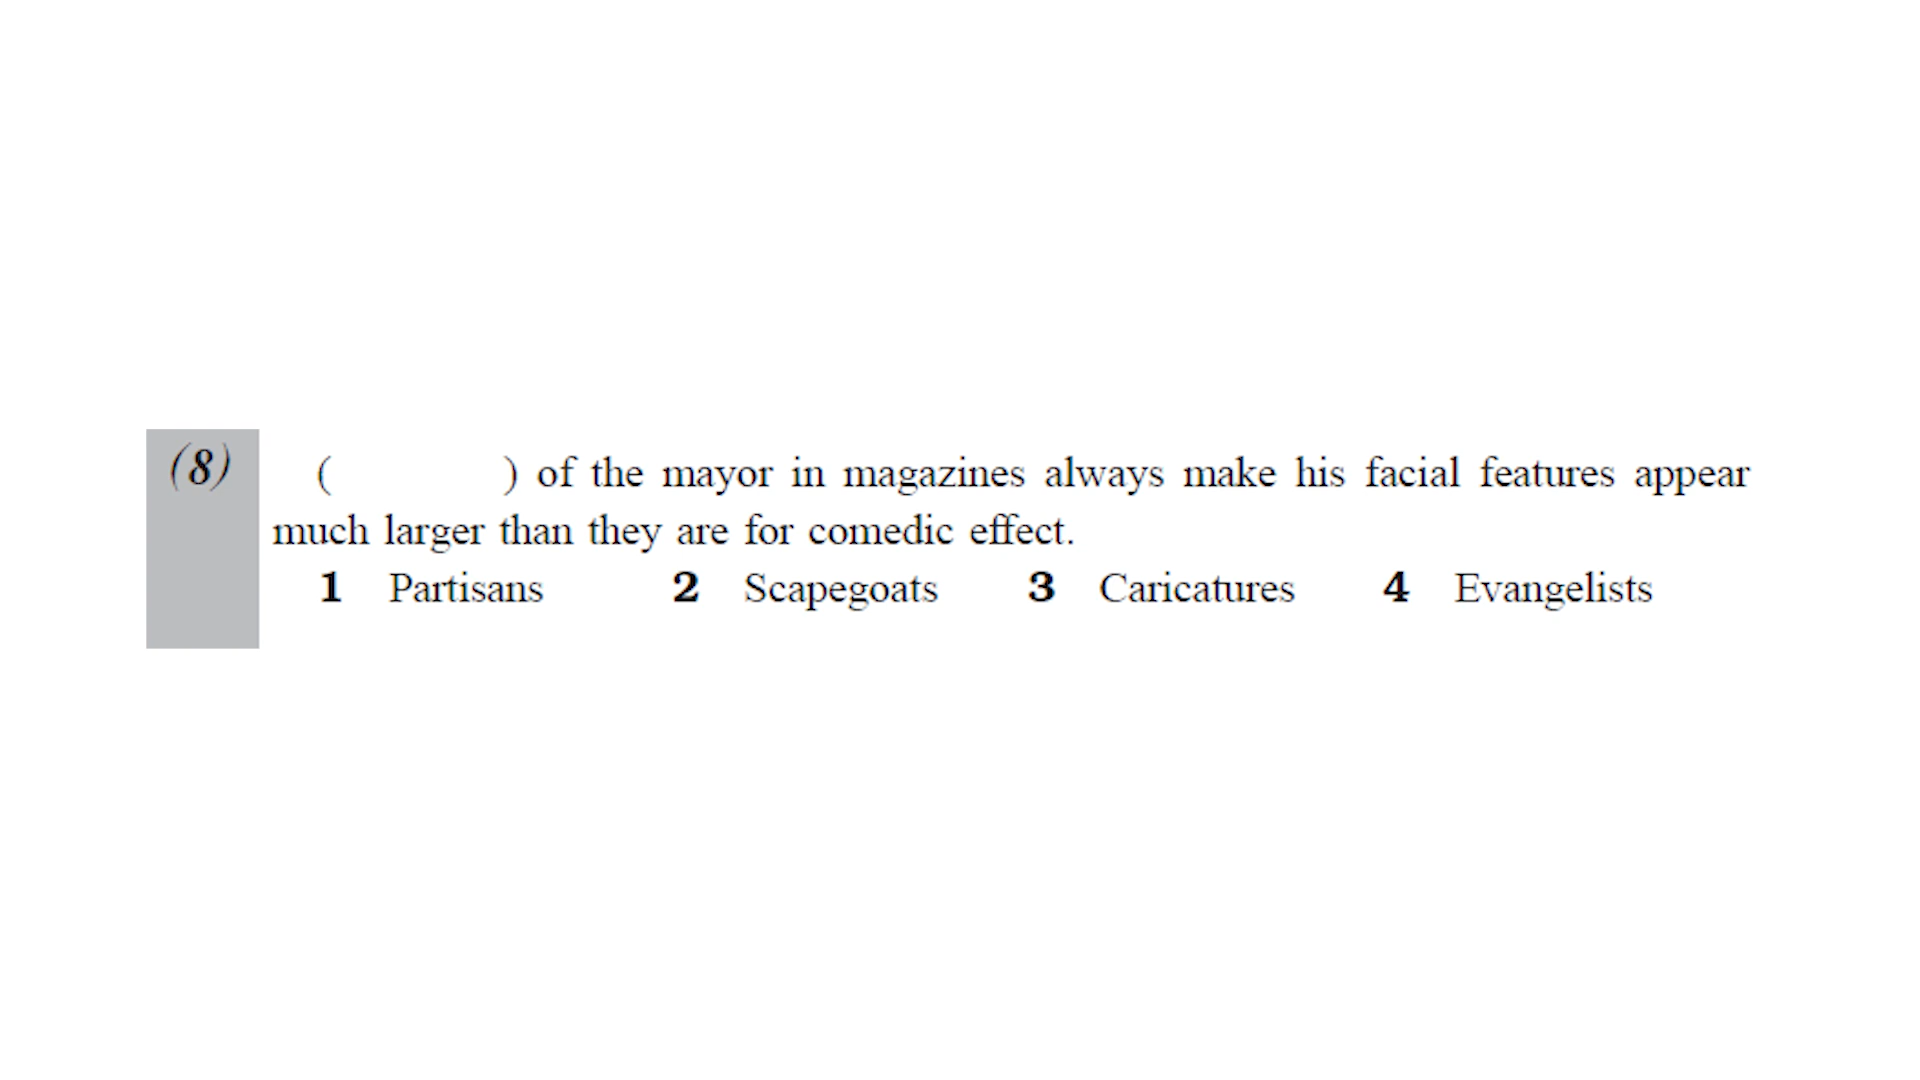 (8) ( ) of the mayor in magazines always make his facial features appear
much larger than they are for comedic effect.
1 Partisans 2 Scapegoats 3 Caricatures 4 Evangelists